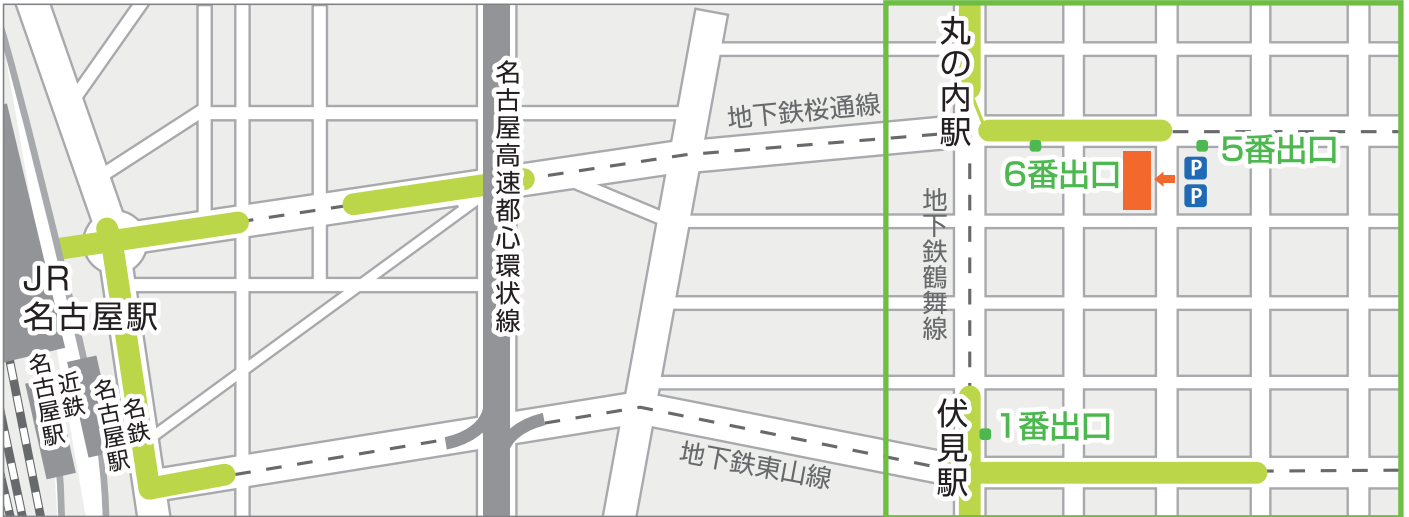 名古屋高速都心環状線
地下鉄桜通線
丸の内駅
6番出口
5番出口
P
P
地下鉄鶴舞線
JR
名古屋駅
近鉄
名古屋駅
名鉄
名古屋駅
地下鉄東山線
伏見駅
1番出口